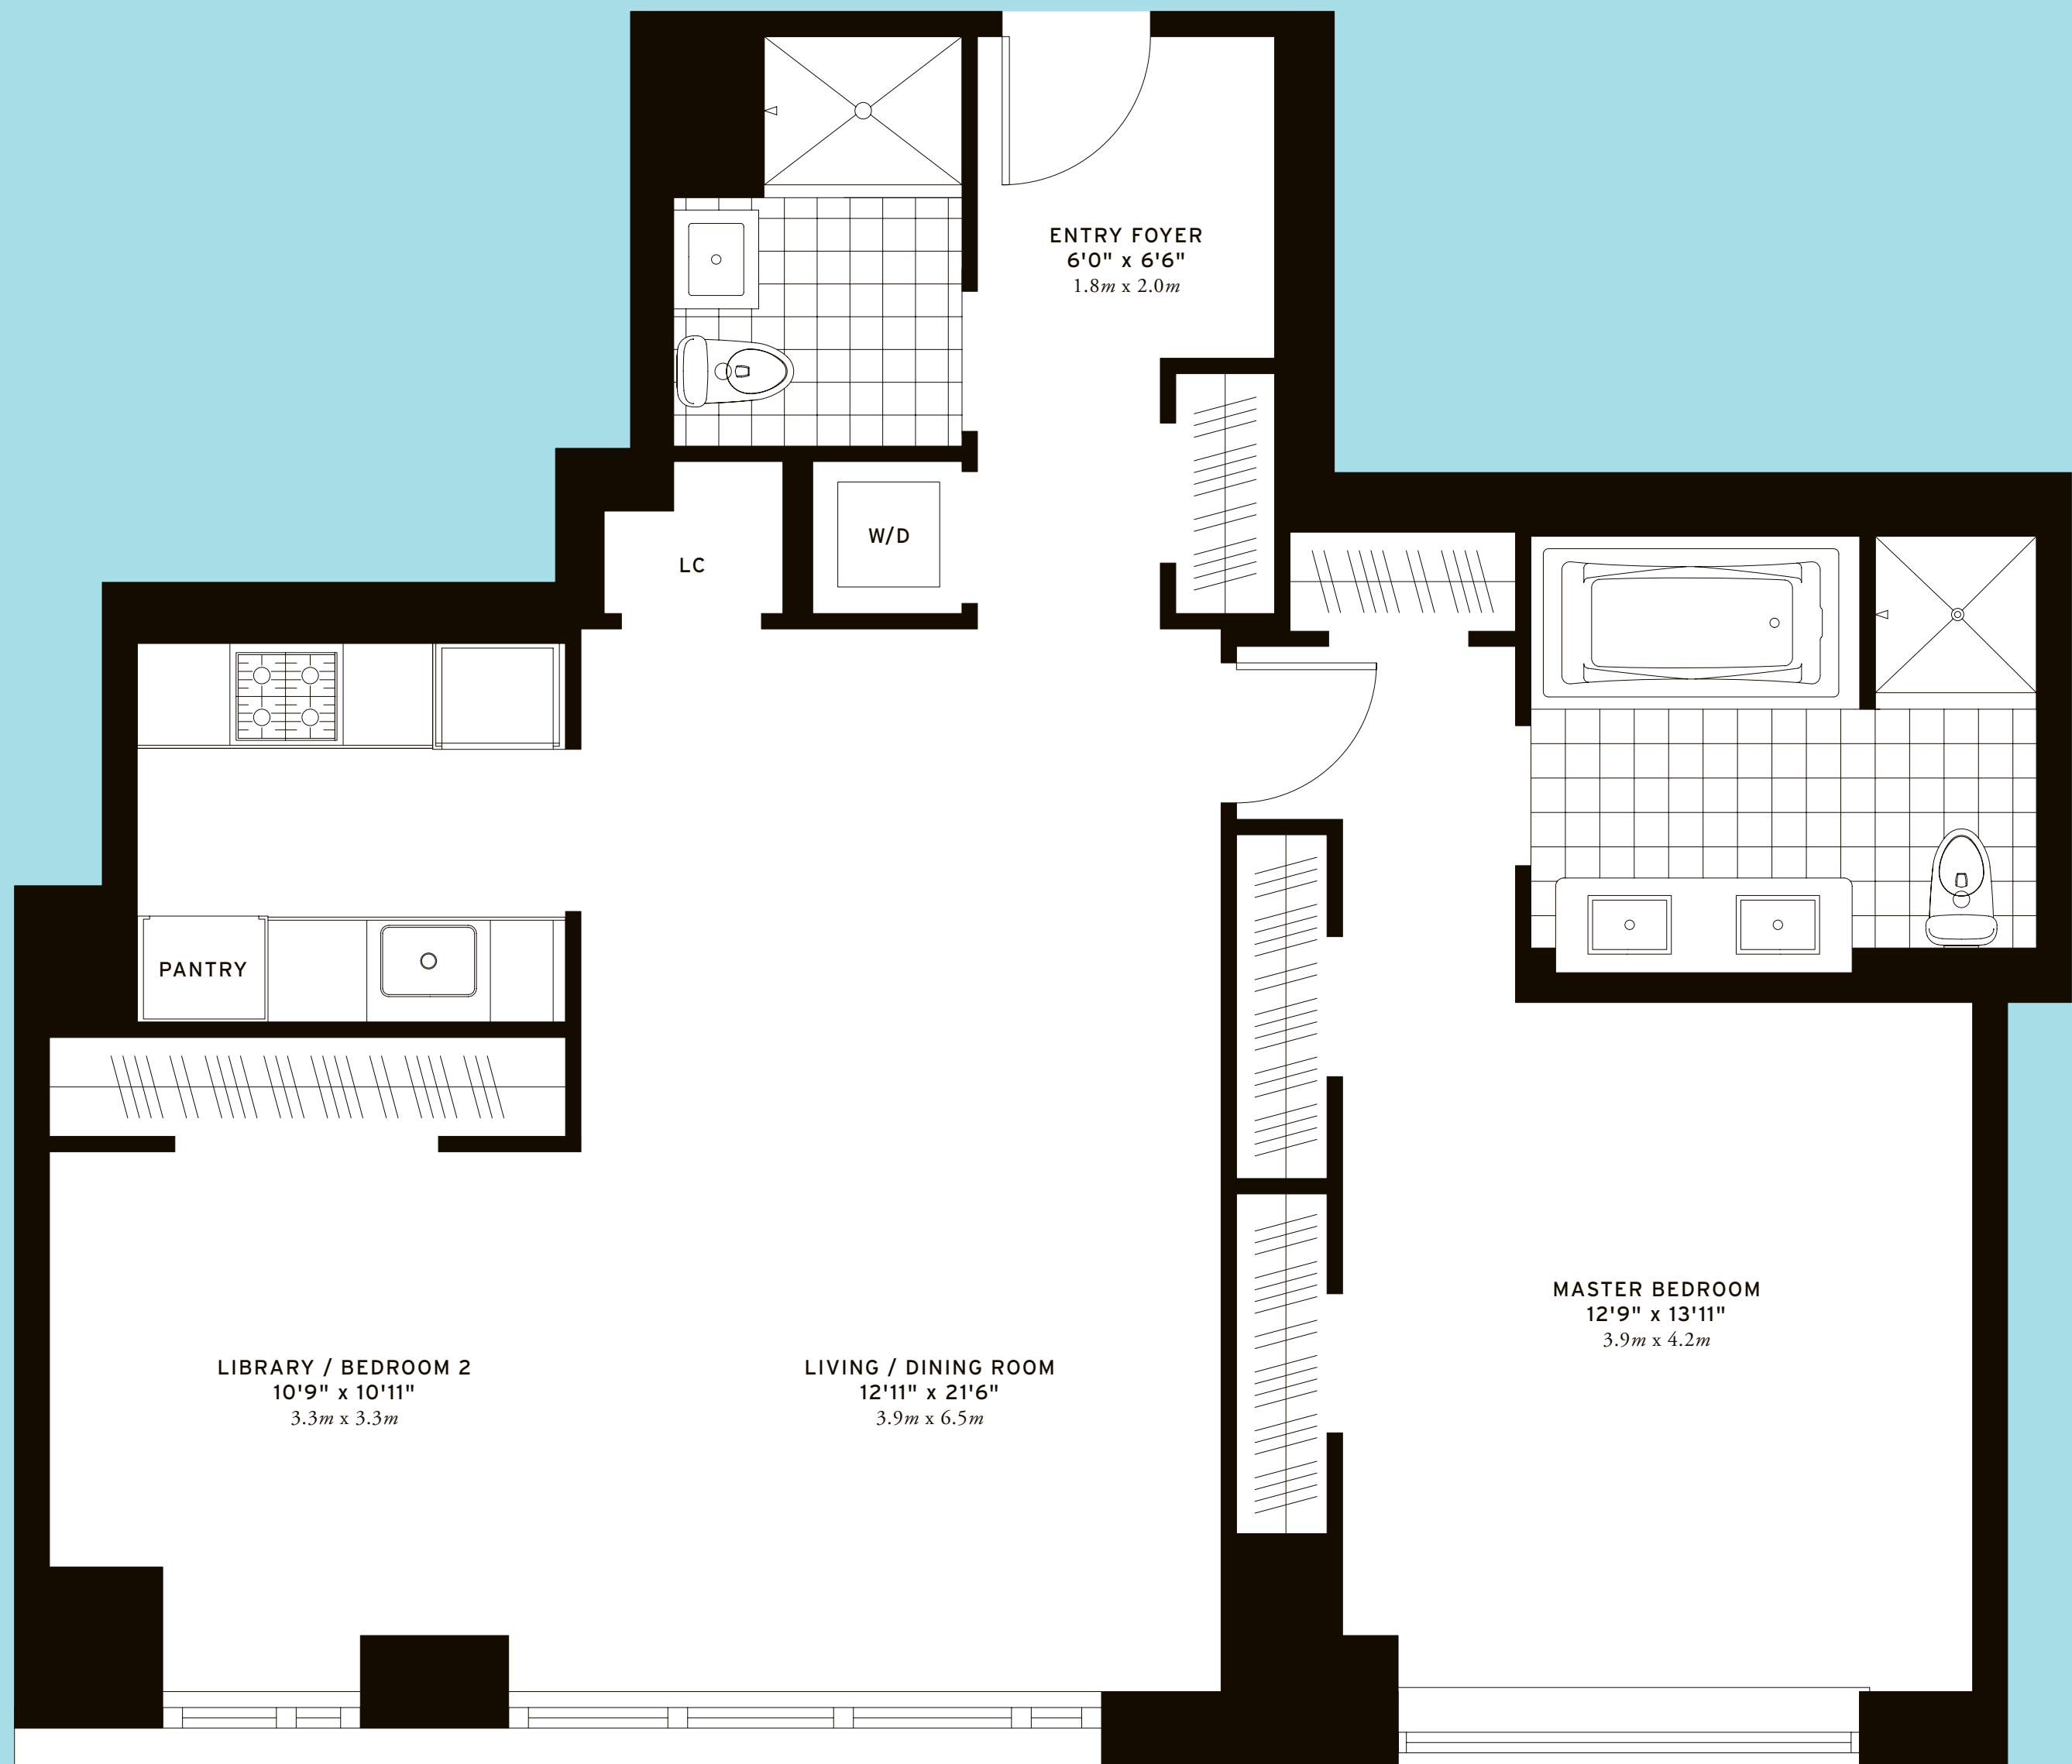 ENTRY FOYER
6'0" x 6'6"
1.8m x 2.0m
W/D
LC
PANTRY
MASTER BEDROOM
12'9" x 13'11"
3.9m x 4.2m
LIBRARY / BEDROOM 2
10'9" x 10'11"
3.3m x 3.3m
LIVING / DINING ROOM
12'11" x 21'6"
3.9m x 6.5m